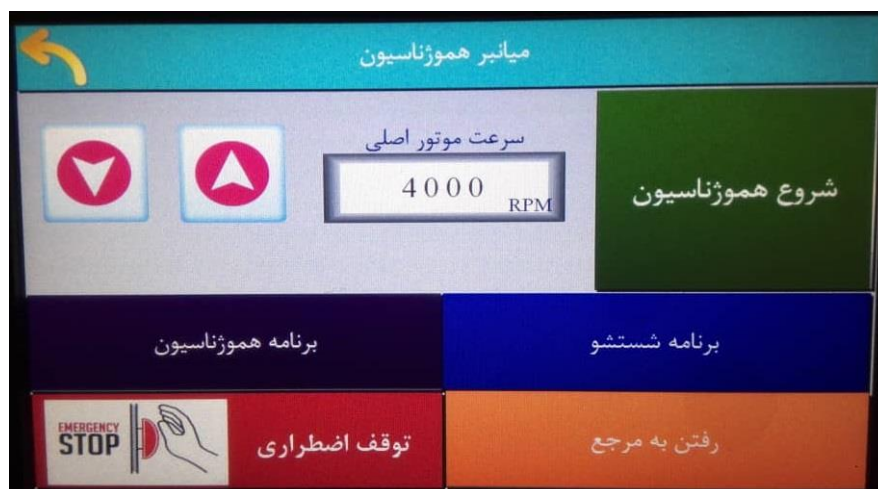 میانبر هموژناسیون
سرعت موتور اصلی
4000
RPM
شروع هموژناسیون
برنامه شستشو
برنامه هموژناسیون
رفتن به مرجع
توقف اضطراری
EMERGENCY
STOP